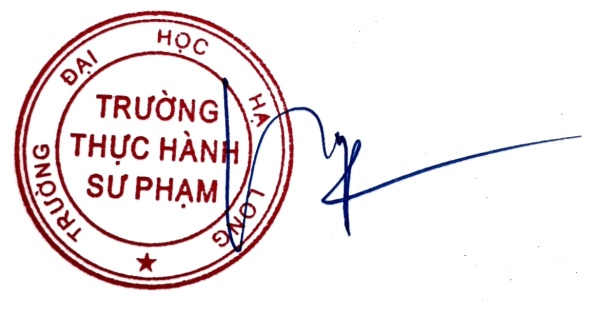 TRƯỜNG ĐẠI HỌC HẠ LONG
TRƯỜNG
THỰC HÀNH
SƯ PHẠM